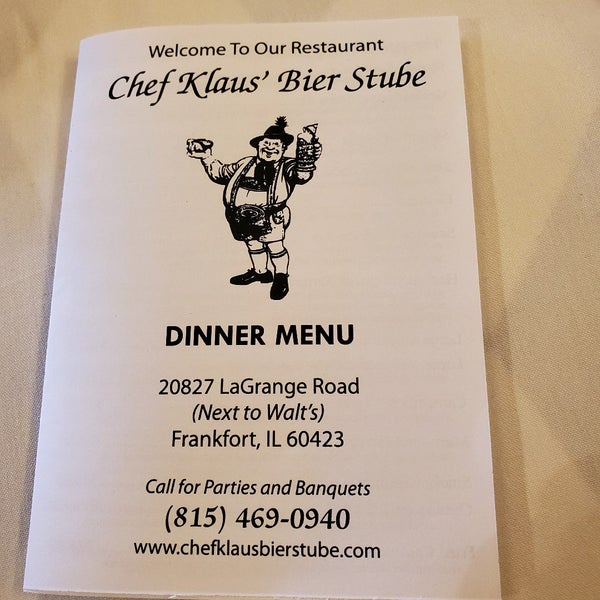 Welcome To Our Restaurant
Chef Klaus' Bier Stube
DINNER MENU
20827 LaGrange Road
(Next to Walt's)
Frankfort, IL 60423
Call for Parties and Banquets
(815) 469-0940
www.chefklausbierstube.com